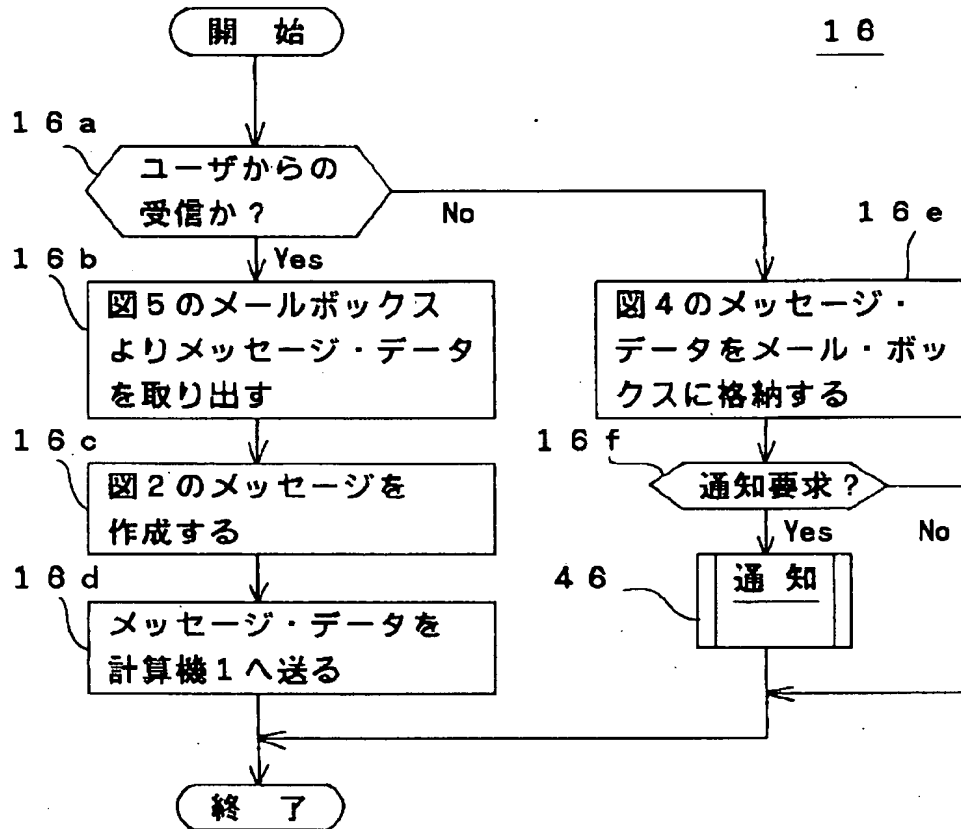 開 始
16
16a
ユーザからの
受信か?
No
Yes
16b
図5のメールボックス
よりメッセージ・データ
を取り出す
16c
図2のメッセージを
作成する
16d
メッセージ・データを
計算機1へ送る
16e
図4のメッセージ・
データをメール・ボッ
クスに格納する
16f
通知要求?
Yes
No
46
通 知
終 了